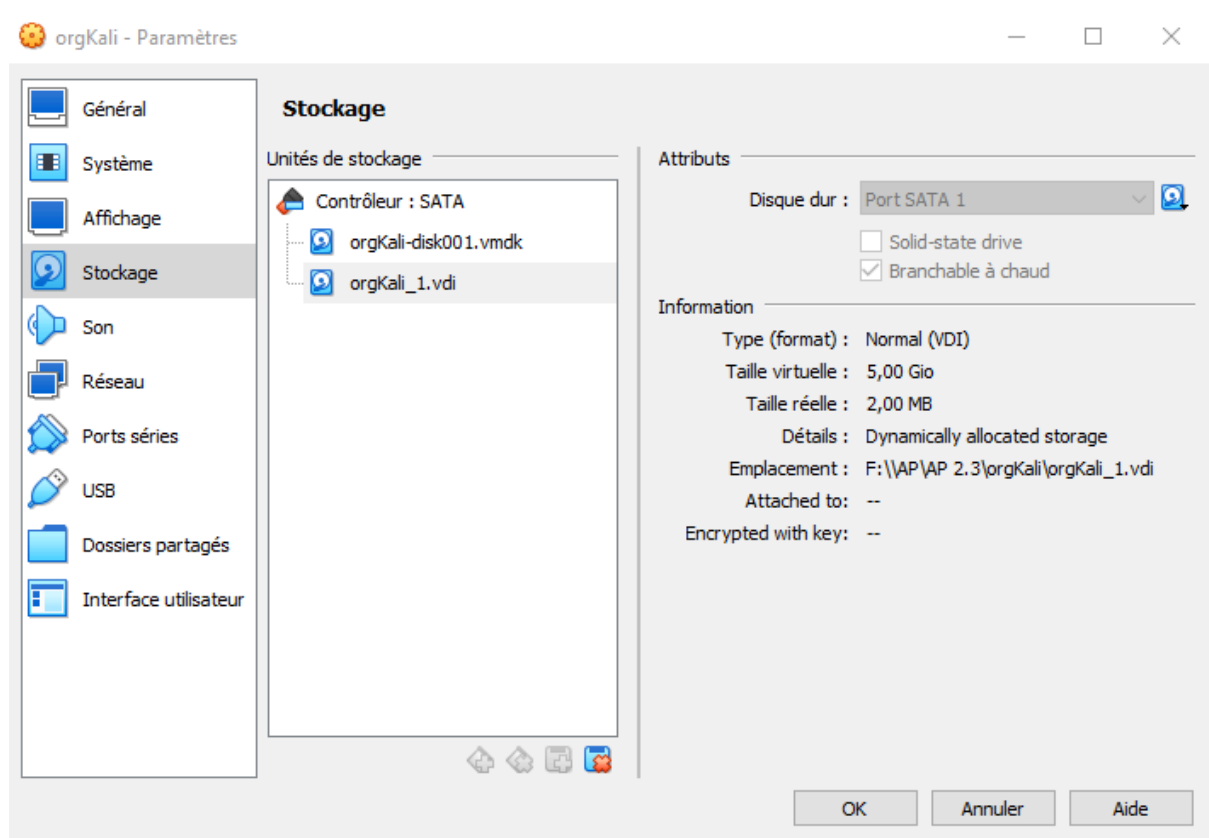 orgKali - Paramètres
Général
Système
Affichage
Stockage
Son
Réseau
Ports séries
USB
Dossiers partagés
Interface utilisateur
Stockage
Unités de stockage
Contrôleur : SATA
orgKali-disk001.vmdk
orgKali_1.vdi
Attributs
Disque dur : Port SATA 1
Solid-state drive
Branchable à chaud
Information
Type (format) : Normal (VDI)
Taille virtuelle : 5,00 Gio
Taille réelle : 2,00 MB
Détails : Dynamically allocated storage
Emplacement : F:\\AP\AP 2.3\orgKali\orgKali_1.vdi
Attached to: --
Encrypted with key: --
OK Annuler Aide